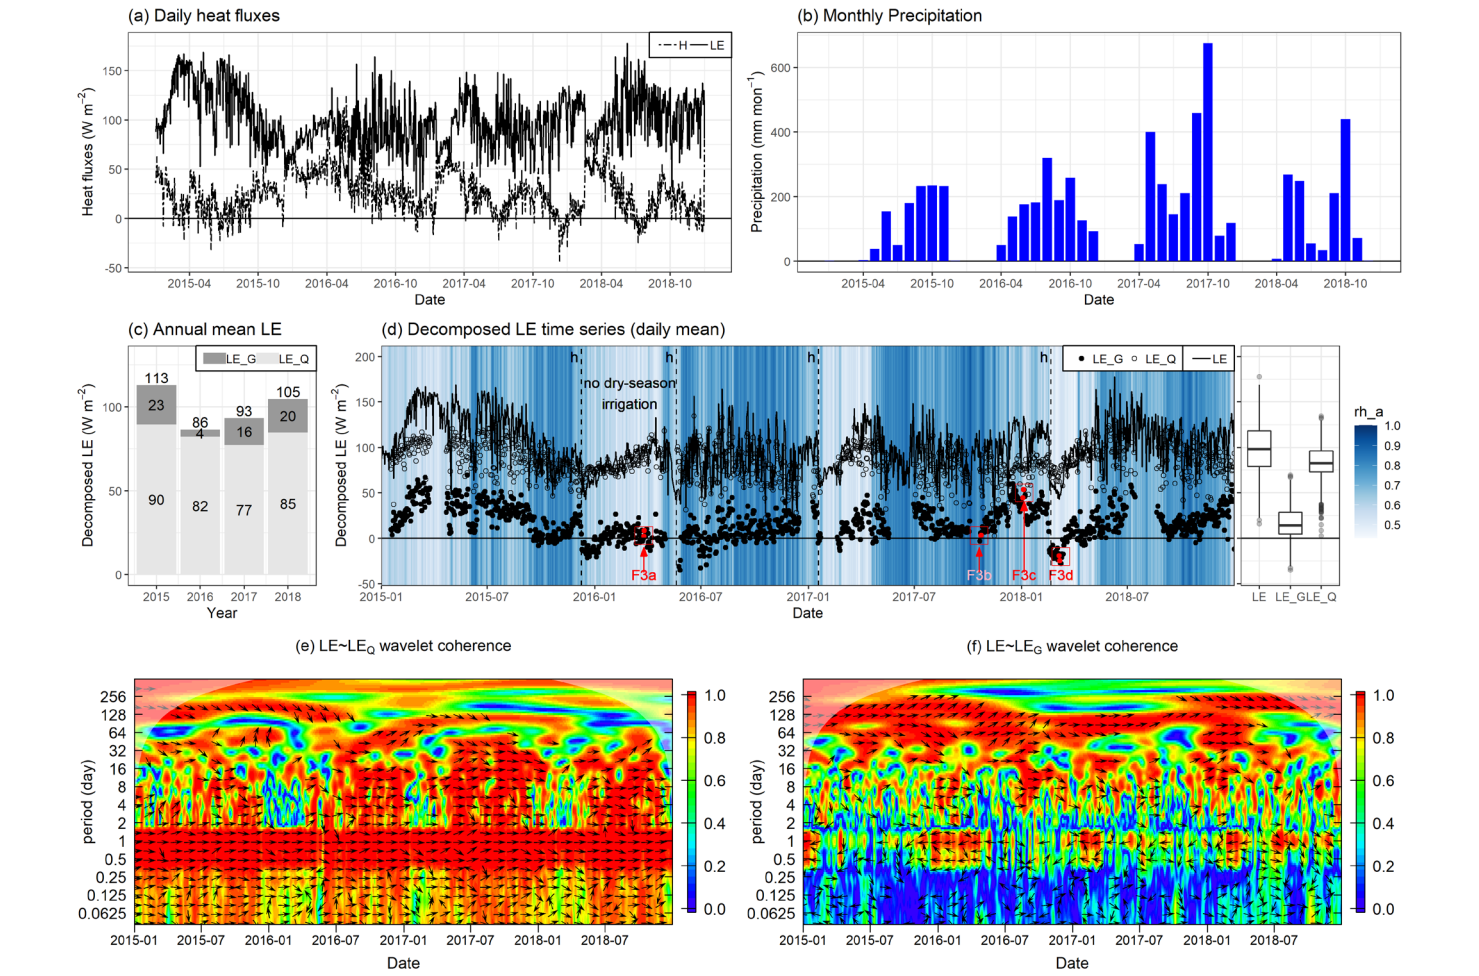 (a) Daily heat fluxes
H LE
Heat fluxes (W m⁻²)
150
100
50
0
-50
2015-04 2015-10 2016-04 2016-10 2017-04 2017-10 2018-04 2018-10
Date
(b) Monthly Precipitation
Precipitation (mm mon⁻¹)
600
400
200
0
2015-04 2015-10 2016-04 2016-10 2017-04 2017-10 2018-04 2018-10
Date
(c) Annual mean LE
LE_G LE_Q
Decomposed LE (W m⁻²)
100
50
0
113
23
90
86
4
82
93
16
77
105
20
85
2015 2016 2017 2018
Year
(d) Decomposed LE time series (daily mean)
LE_G LE_Q LE
Decomposed LE (W m⁻²)
200
150
100
50
0
-50
h h h h
no dry-season
irrigation
F3a F3b F3c F3d
2015-01 2015-07 2016-01 2016-07 2017-01 2017-07 2018-01 2018-07
Date
LE LE_G LE_Q
rh_a
1.0
0.9
0.8
0.7
0.6
0.5
(e) LE~LE_Q wavelet coherence
period (day)
256
128
64
32
16
8
4
2
1
0.5
0.25
0.125
0.0625
2015-01 2015-07 2016-01 2016-07 2017-01 2017-07 2018-01 2018-07
Date
1.0
0.8
0.6
0.4
0.2
0.0
(f) LE~LE_G wavelet coherence
period (day)
256
128
64
32
16
8
4
2
1
0.5
0.25
0.125
0.0625
2015-01 2015-07 2016-01 2016-07 2017-01 2017-07 2018-01 2018-07
Date
1.0
0.8
0.6
0.4
0.2
0.0